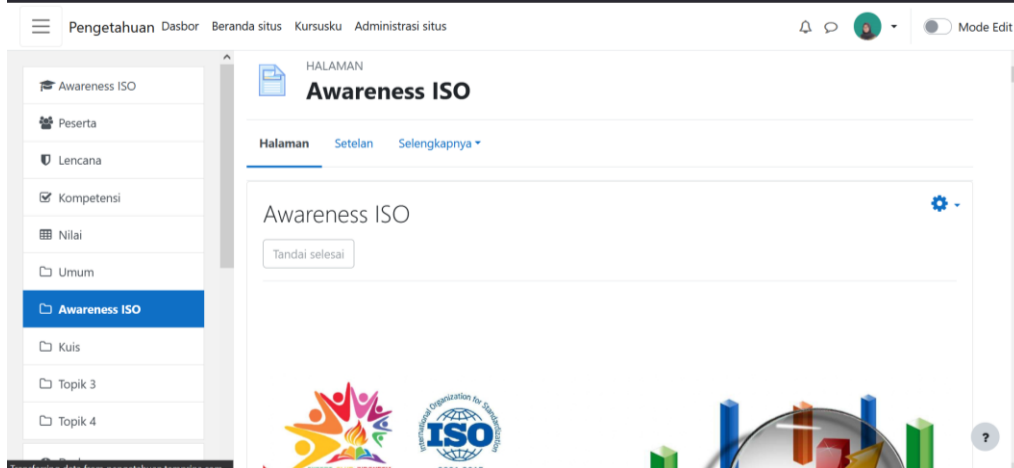 Pengetahuan Dasbor Beranda situs Kursusku Administrasi situs Mode Edit
Awareness ISO
Peserta
Lencana
Kompetensi
Nilai
Umum
Awareness ISO
Kuis
Topik 3
Topik 4
HALAMAN
Awareness ISO
Halaman Setelan Selengkapnya
Awareness ISO
Tandai selesai
International Organization for Standardization
ISO
?